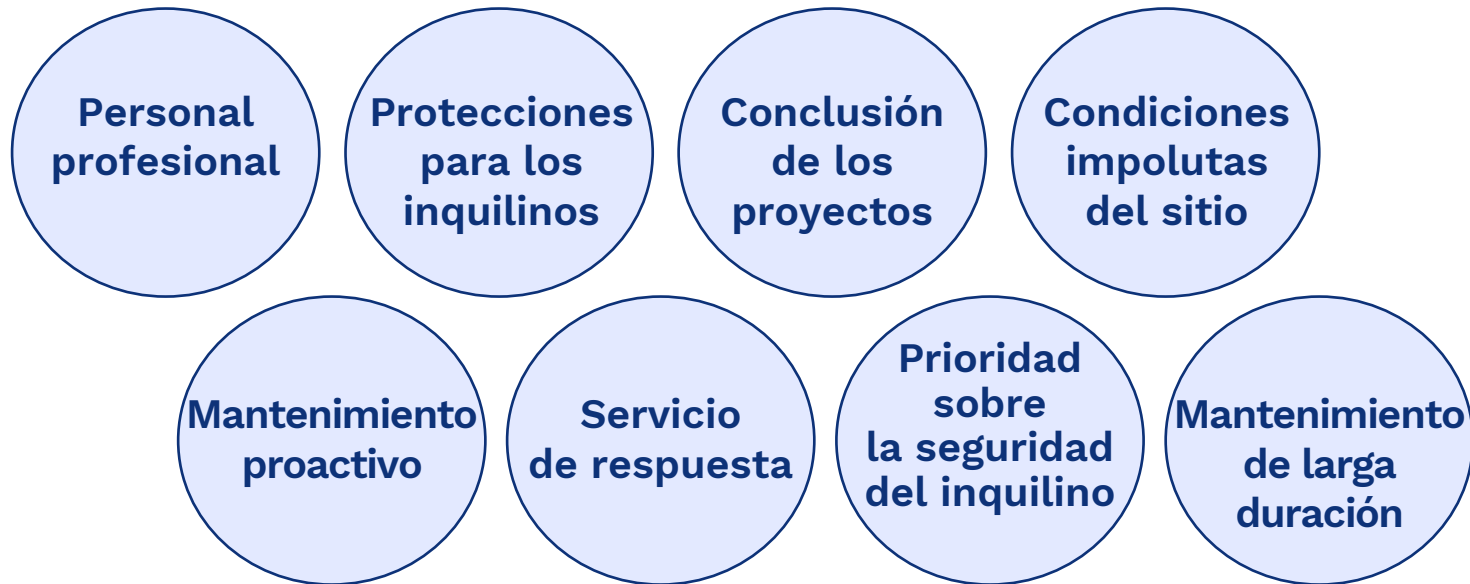 Personal
profesional
Protecciones
para los
inquilinos
Conclusión
de los
proyectos
Condiciones
impolutas
del sitio
Mantenimiento
proactivo
Servicio
de respuesta
Prioridad
sobre
la seguridad
del inquilino
Mantenimiento
de larga
duración